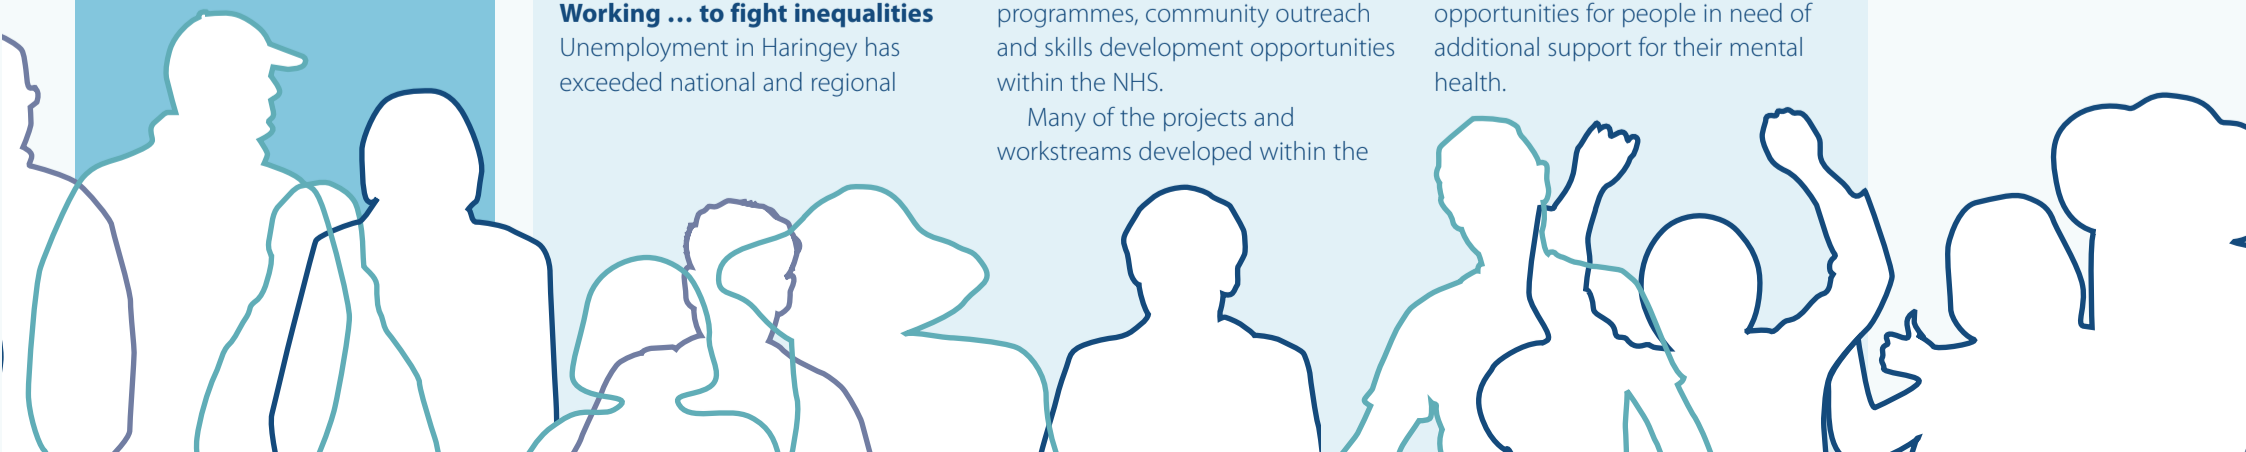 Working … to fight inequalities
Unemployment in Haringey has
exceeded national and regional
programmes, community outreach
and skills development opportunities
within the NHS.
Many of the projects and
workstreams developed within the
opportunities for people in need of
additional support for their mental
health.